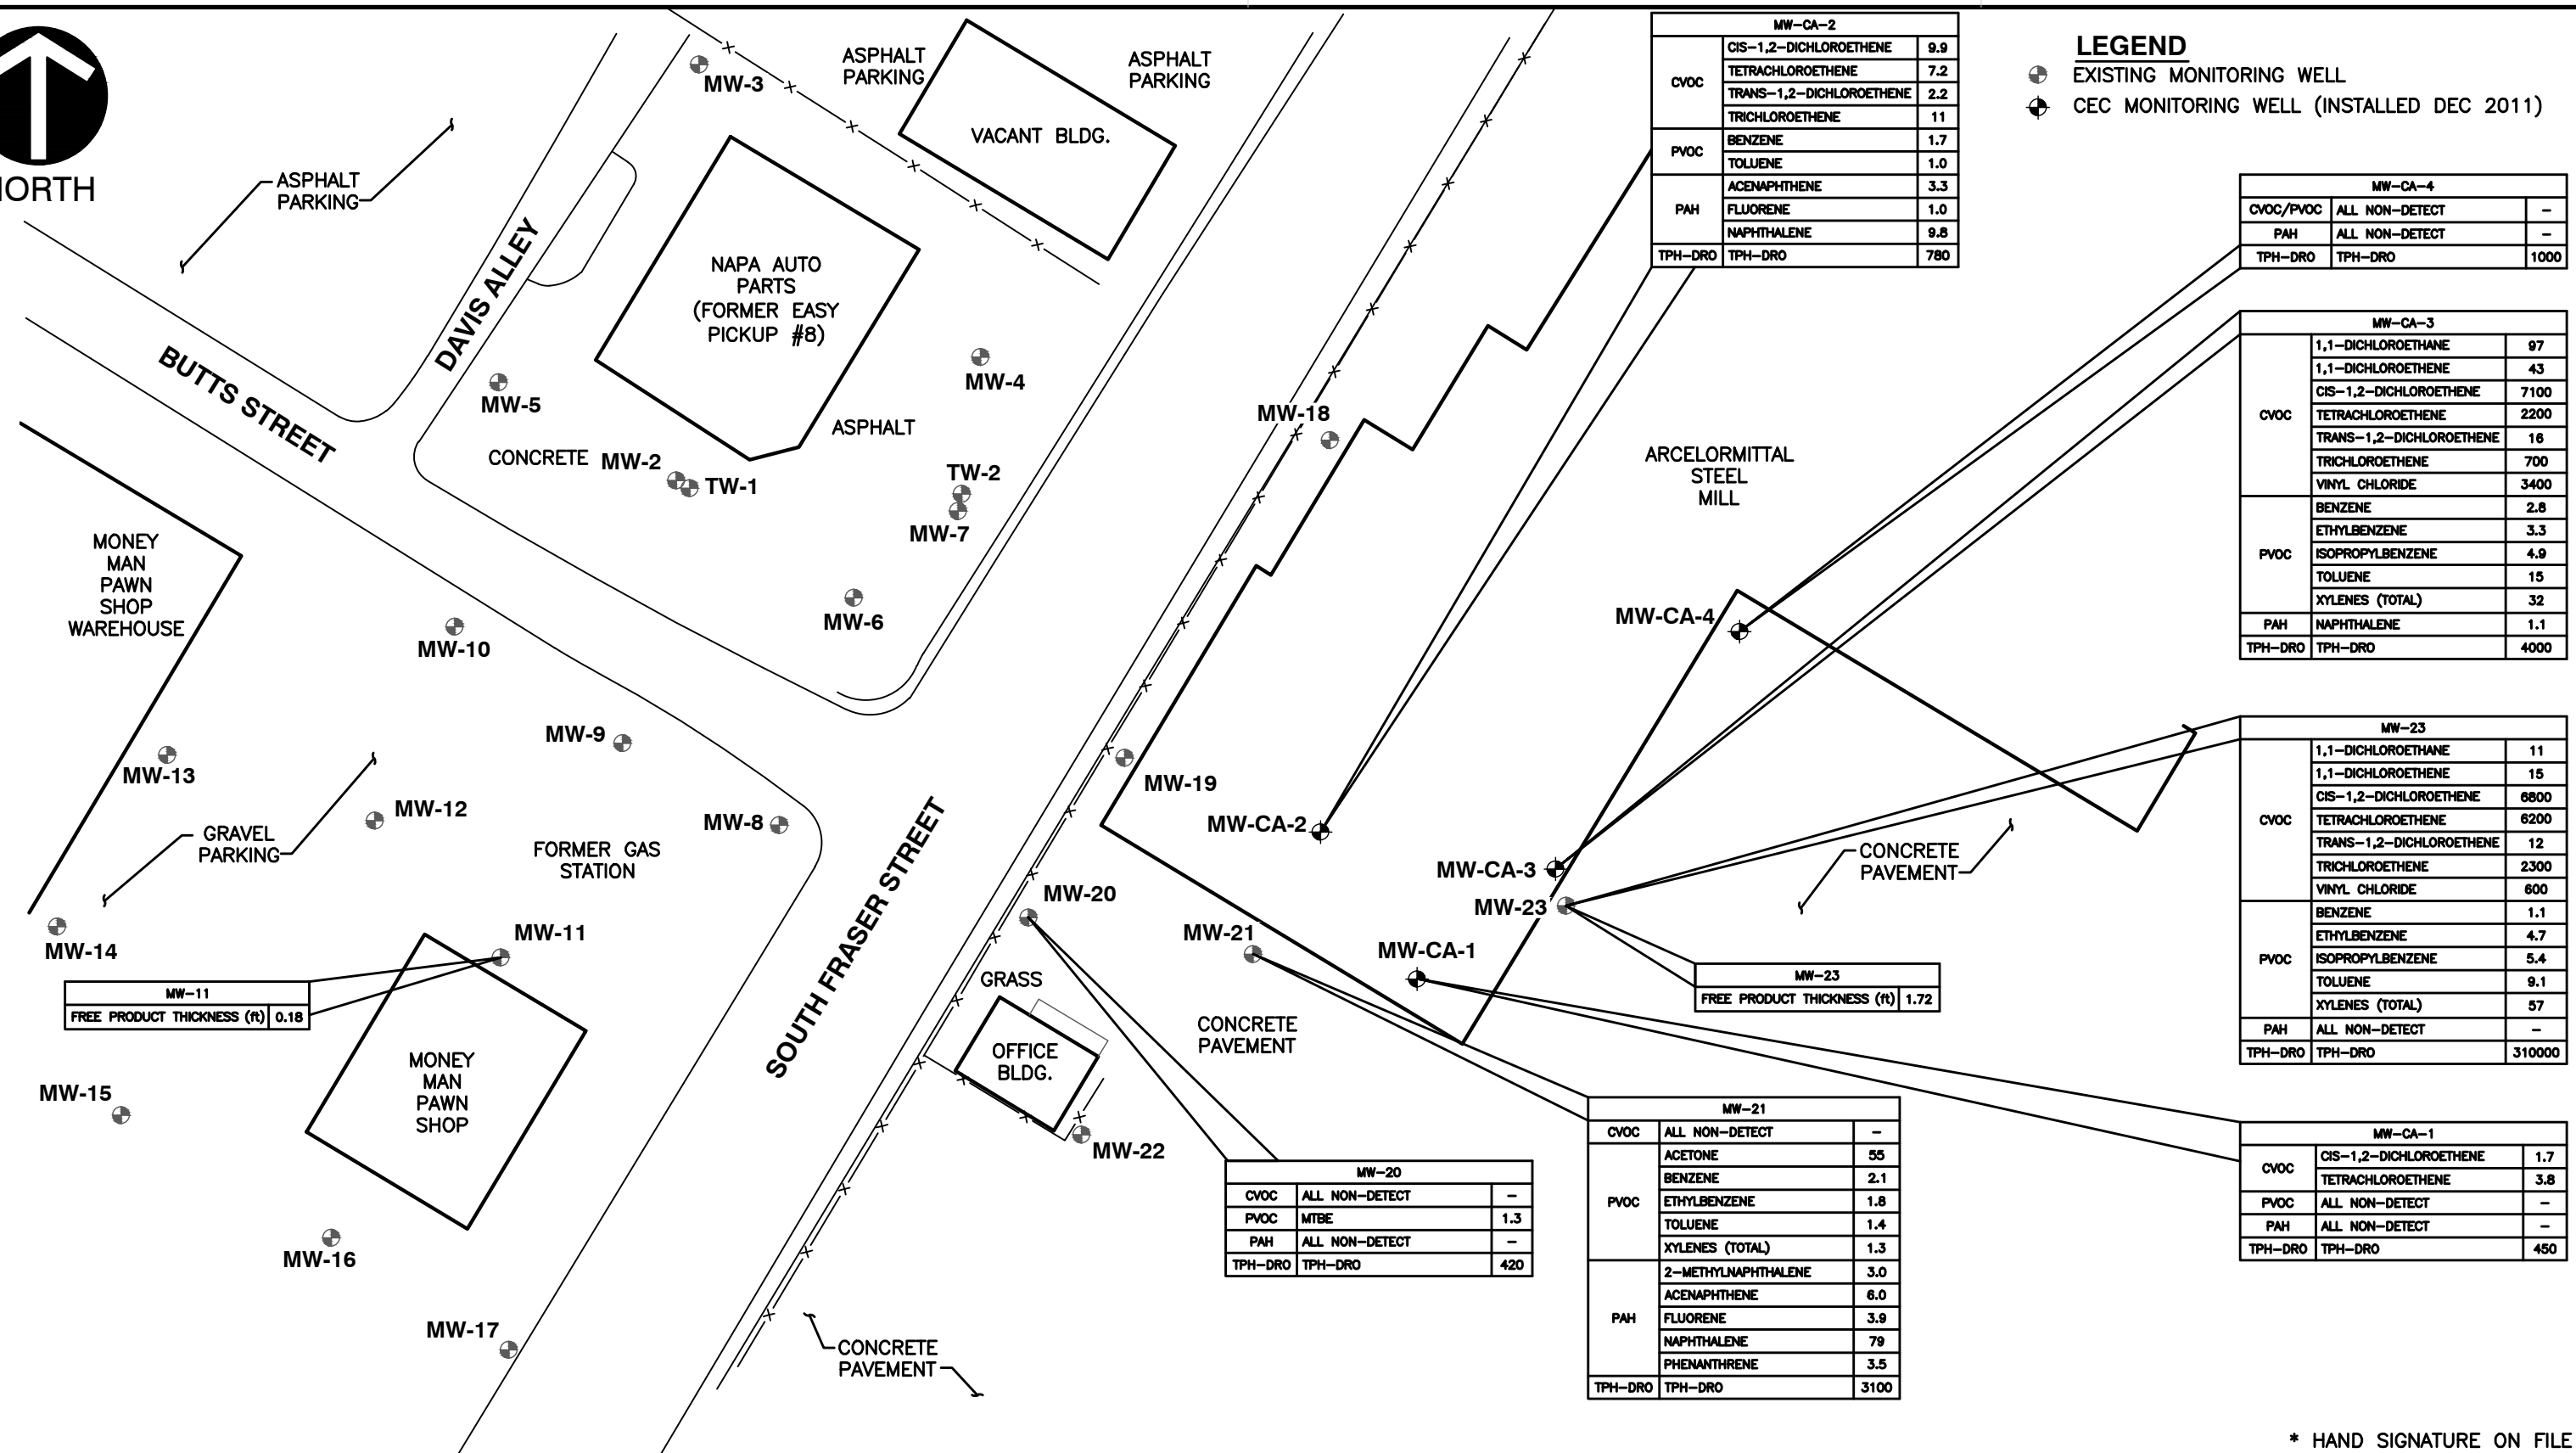 NORTH
ASPHALT
PARKING
DAVIS ALLEY
BUTTS STREET
MW-3
ASPHALT
PARKING
VACANT BLDG.
ASPHALT
PARKING
NAPA AUTO
PARTS
(FORMER EASY
PICKUP #8)
MW-5
MW-4
ASPHALT
CONCRETE
MW-2
TW-1
TW-2
MW-7
MW-6
MW-18
MONEY
MAN
PAWN
SHOP
WAREHOUSE
MW-10
MW-9
MW-13
MW-12
GRAVEL
PARKING
MW-8
FORMER GAS
STATION
SOUTH FRASER STREET
MW-14
MW-11
MW-11
FREE PRODUCT THICKNESS (ft) 0.18
MONEY
MAN
PAWN
SHOP
MW-15
MW-16
MW-17
ARCELORMITTAL
STEEL
MILL
MW-19
MW-CA-2
MW-CA-4
MW-CA-3
MW-23
MW-20
MW-21
MW-CA-1
GRASS
OFFICE
BLDG.
CONCRETE
PAVEMENT
MW-22
CONCRETE
PAVEMENT
CONCRETE
PAVEMENT
MW-23
FREE PRODUCT THICKNESS (ft) 1.72
MW-20
CVOC ALL NON-DETECT -
PVOC MTBE 1.3
PAH ALL NON-DETECT -
TPH-DRO TPH-DRO 420
MW-21
CVOC ALL NON-DETECT -
PVOC ACETONE 55
BENZENE 2.1
ETHYLBENZENE 1.8
TOLUENE 1.4
XYLENES (TOTAL) 1.3
PAH 2-METHYLNAPHTHALENE 3.0
ACENAPHTHENE 6.0
FLUORENE 3.9
NAPHTHALENE 79
PHENANTHRENE 3.5
TPH-DRO TPH-DRO 3100
MW-CA-2
CVOC CIS-1,2-DICHLOROETHENE 9.9
TETRACHLOROETHENE 7.2
TRANS-1,2-DICHLOROETHENE 2.2
TRICHLOROETHENE 11
PVOC BENZENE 1.7
TOLUENE 1.0
PAH ACENAPHTHENE 3.3
FLUORENE 1.0
NAPHTHALENE 9.8
TPH-DRO TPH-DRO 780
LEGEND
EXISTING MONITORING WELL
CEC MONITORING WELL (INSTALLED DEC 2011)
MW-CA-4
CVOC/PVOC ALL NON-DETECT -
PAH ALL NON-DETECT -
TPH-DRO TPH-DRO 1000
MW-CA-3
CVOC 1,1-DICHLOROETHANE 97
1,1-DICHLOROETHENE 43
CIS-1,2-DICHLOROETHENE 7100
TETRACHLOROETHENE 2200
TRANS-1,2-DICHLOROETHENE 16
TRICHLOROETHENE 700
VINYL CHLORIDE 3400
PVOC BENZENE 2.8
ETHYLBENZENE 3.3
ISOPROPYLBENZENE 4.9
TOLUENE 15
XYLENES (TOTAL) 32
PAH NAPHTHALENE 1.1
TPH-DRO TPH-DRO 4000
MW-23
CVOC 1,1-DICHLOROETHANE 11
1,1-DICHLOROETHENE 15
CIS-1,2-DICHLOROETHENE 6800
TETRACHLOROETHENE 6200
TRANS-1,2-DICHLOROETHENE 12
TRICHLOROETHENE 2300
VINYL CHLORIDE 600
PVOC BENZENE 1.1
ETHYLBENZENE 4.7
ISOPROPYLBENZENE 5.4
TOLUENE 9.1
XYLENES (TOTAL) 57
PAH ALL NON-DETECT -
TPH-DRO TPH-DRO 310000
MW-CA-1
CVOC CIS-1,2-DICHLOROETHENE 1.7
TETRACHLOROETHENE 3.8
PVOC ALL NON-DETECT -
PAH ALL NON-DETECT -
TPH-DRO TPH-DRO 450
* HAND SIGNATURE ON FILE